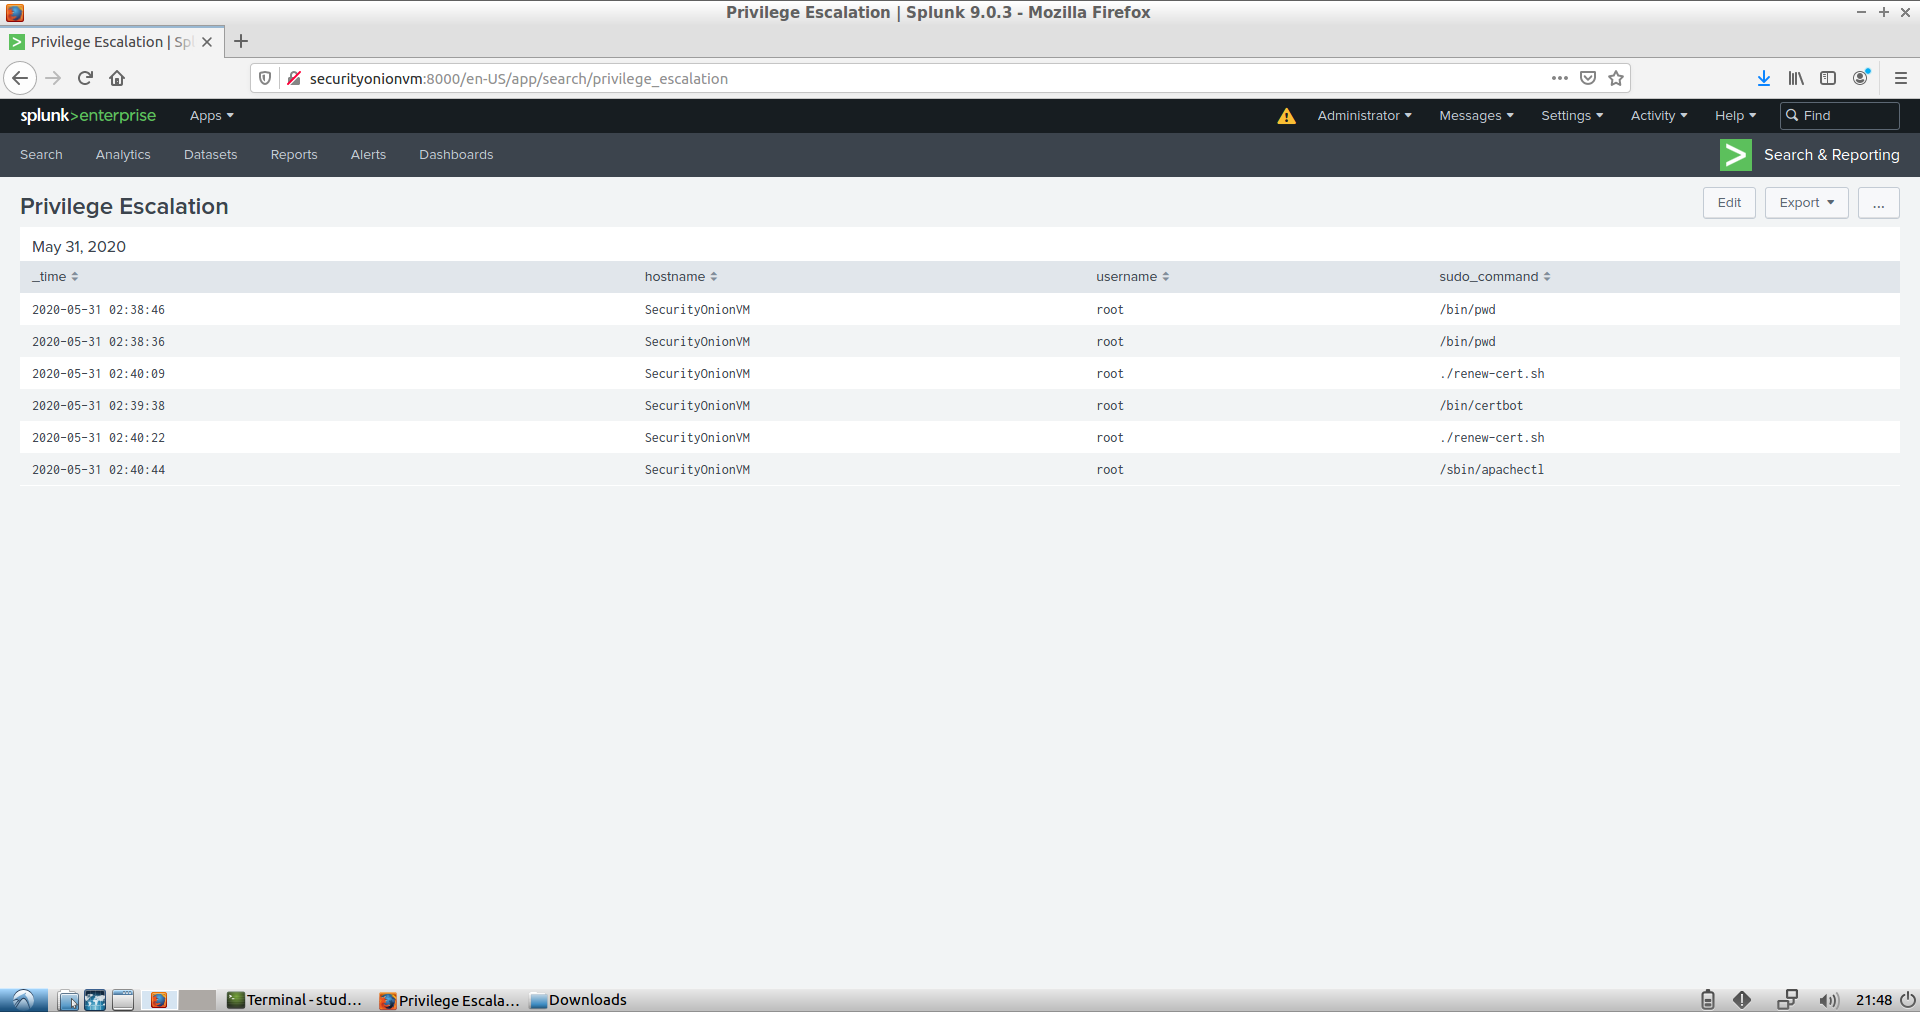 Privilege Escalation | Splunk 9.0.3 - Mozilla Firefox
Privilege Escalation | Spl
securityonionvm:8000/en-US/app/search/privilege_escalation
splunk>enterprise Apps Administrator Messages Settings Activity Help Find
Search Analytics Datasets Reports Alerts Dashboards Search & Reporting
Privilege Escalation Edit Export ...
May 31, 2020
_time hostname username sudo_command
2020-05-31 02:38:46 SecurityOnionVM root /bin/pwd
2020-05-31 02:38:36 SecurityOnionVM root /bin/pwd
2020-05-31 02:40:09 SecurityOnionVM root ./renew-cert.sh
2020-05-31 02:39:38 SecurityOnionVM root /bin/certbot
2020-05-31 02:40:22 SecurityOnionVM root ./renew-cert.sh
2020-05-31 02:40:44 SecurityOnionVM root /sbin/apachectl
Terminal - stud... Privilege Escala... Downloads 21:48